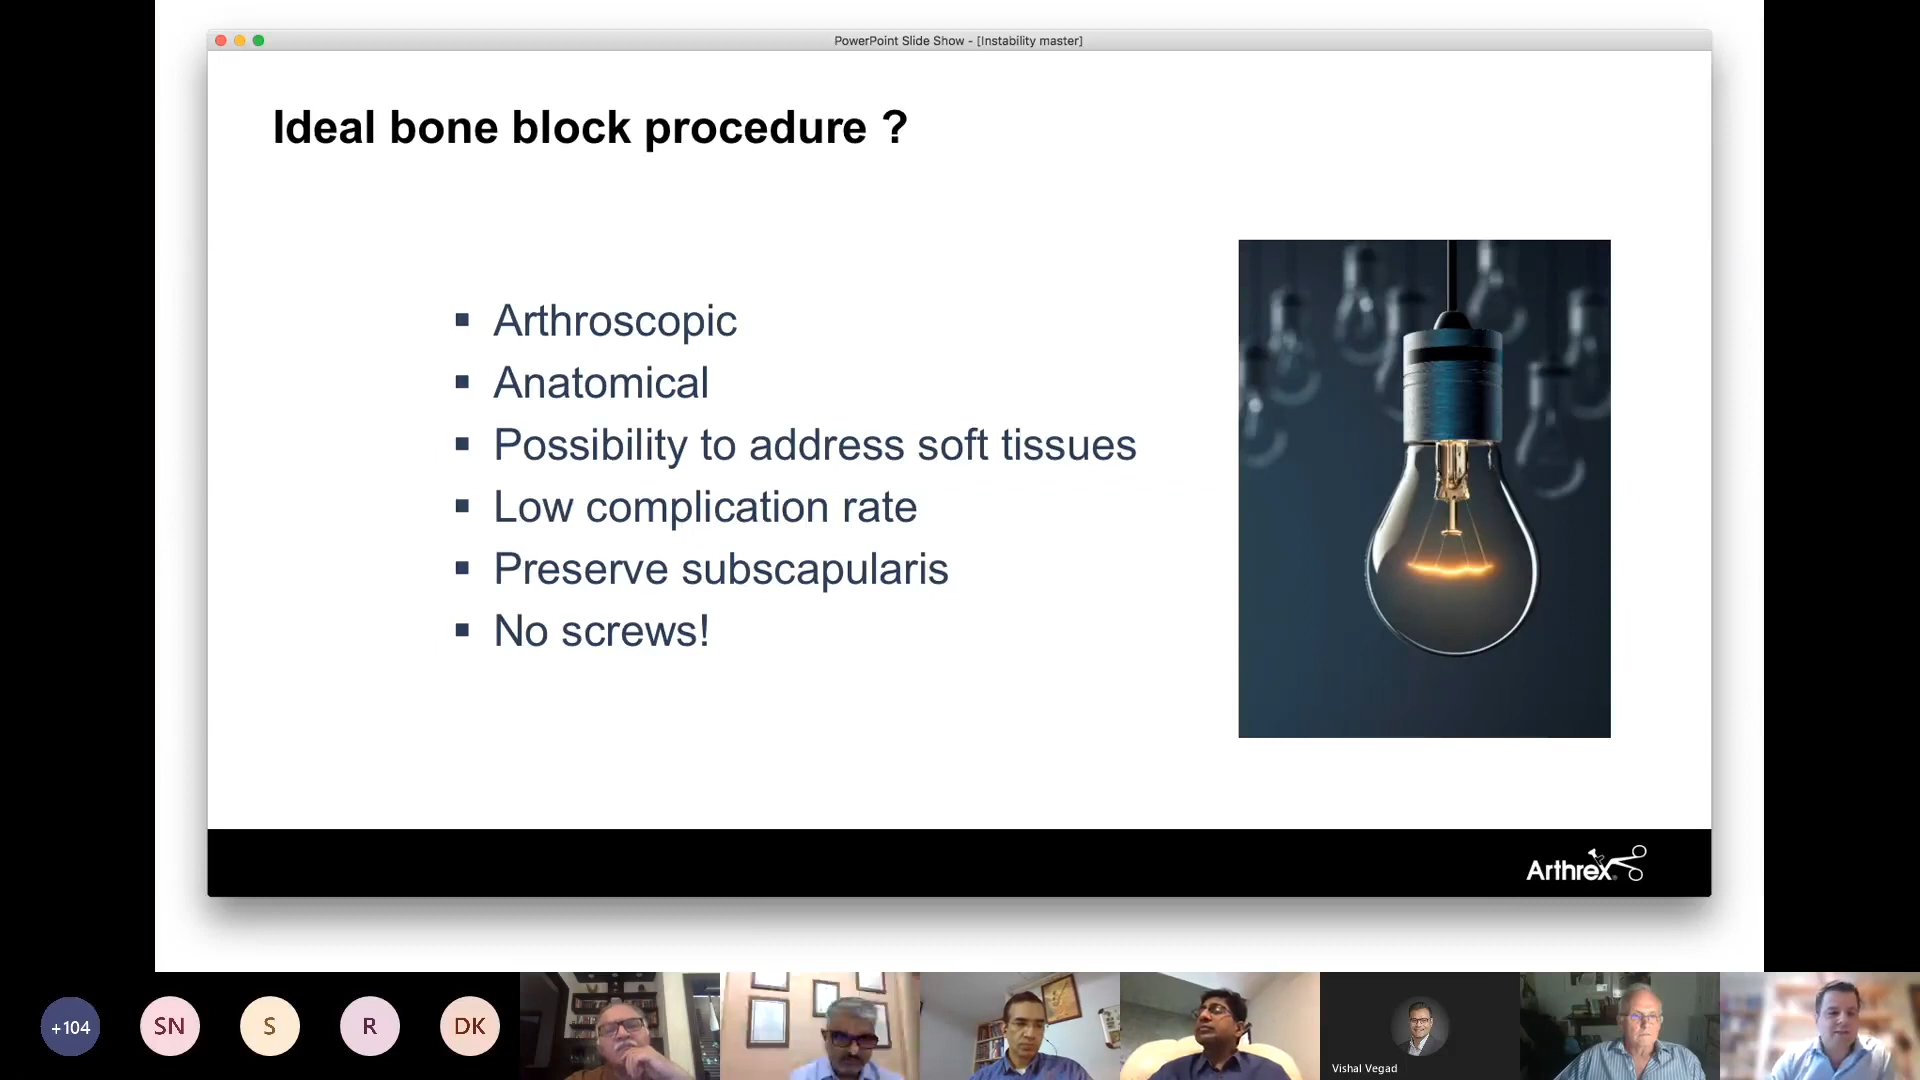 PowerPoint Slide Show - [Instability master]
Ideal bone block procedure ?
▪ Arthroscopic
▪ Anatomical
▪ Possibility to address soft tissues
▪ Low complication rate
▪ Preserve subscapularis
▪ No screws!
Arthrex
+104
SN
S
R
DK
Vishal Vegad